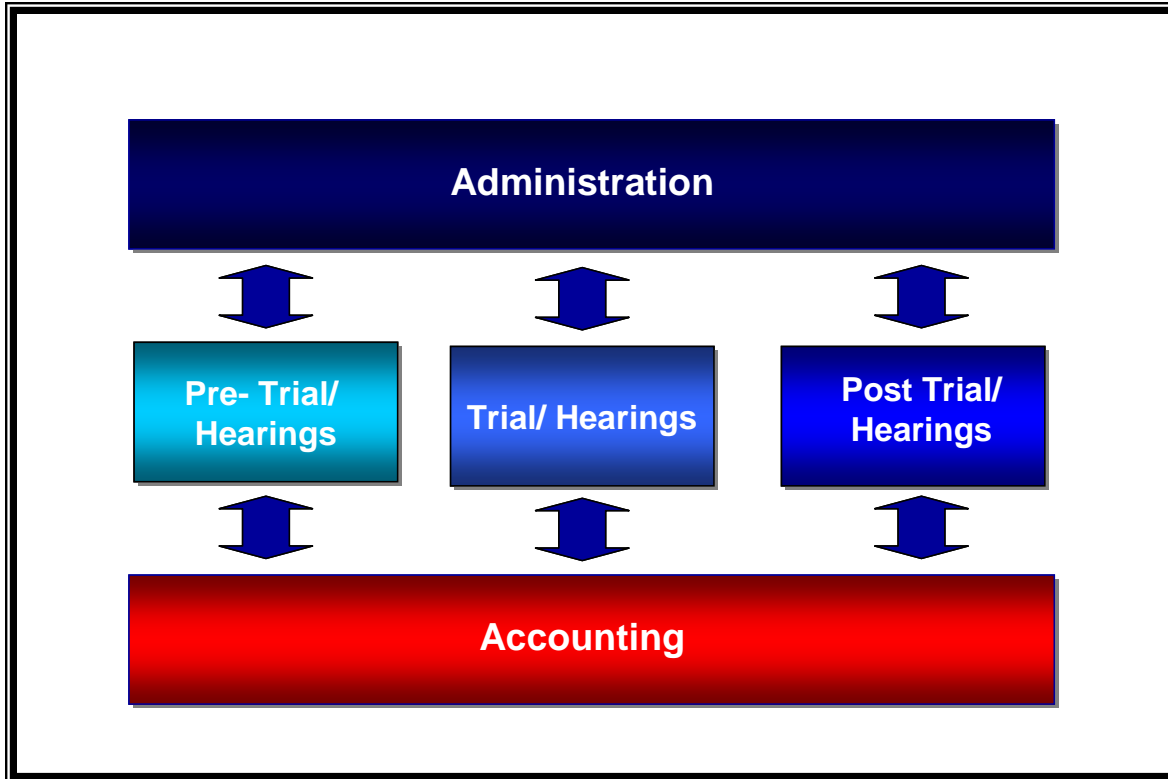 Administration
Pre- Trial/
Hearings
Trial/ Hearings
Post Trial/
Hearings
Accounting